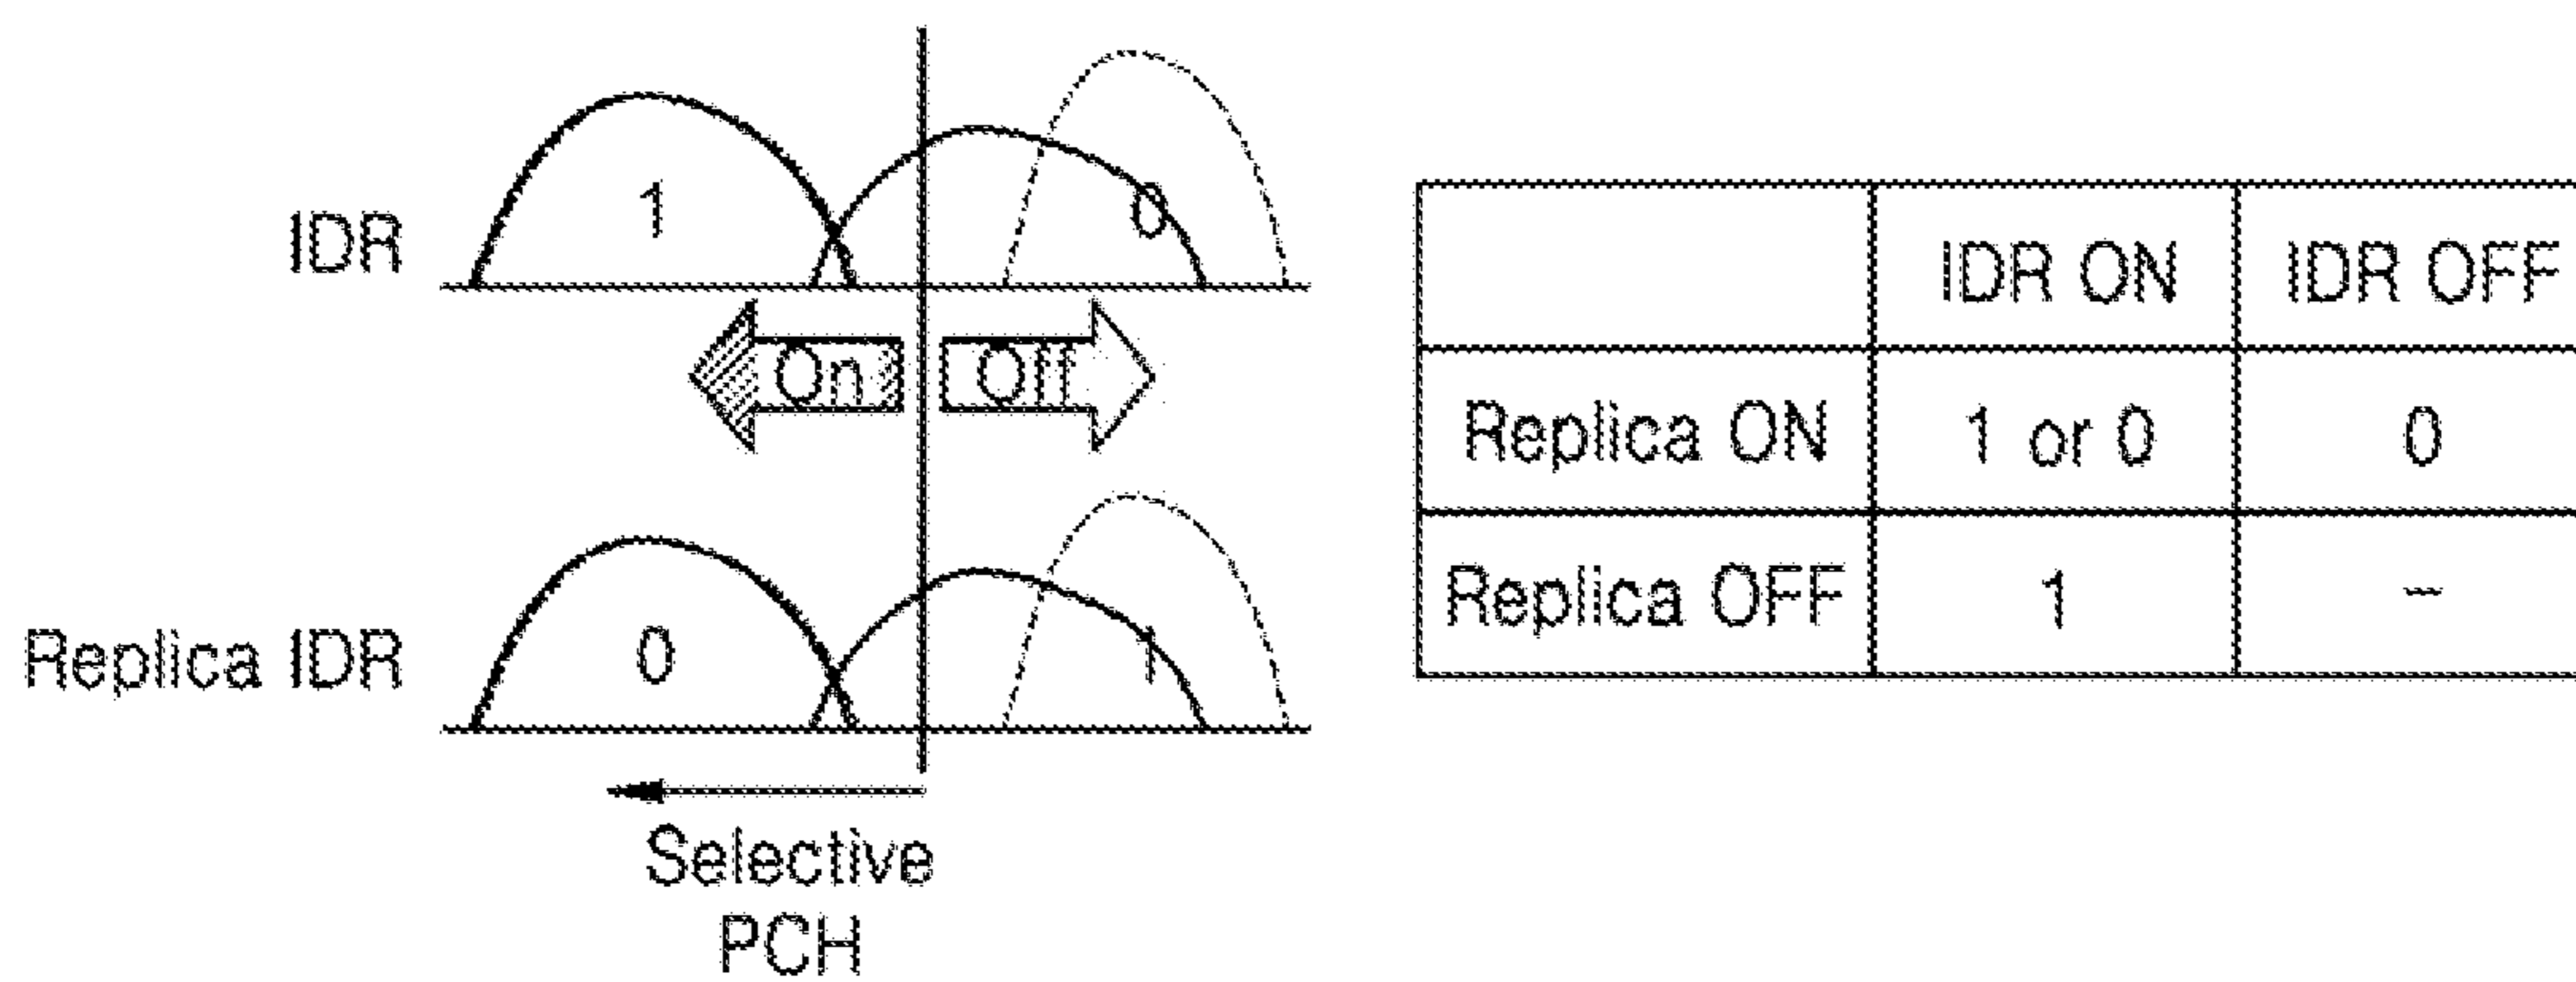 IDR
1
0
On
Off
Replica IDR
0
1
Selective
PCH
IDR ON IDR OFF
Replica ON 1 or 0 0
Replica OFF 1 –